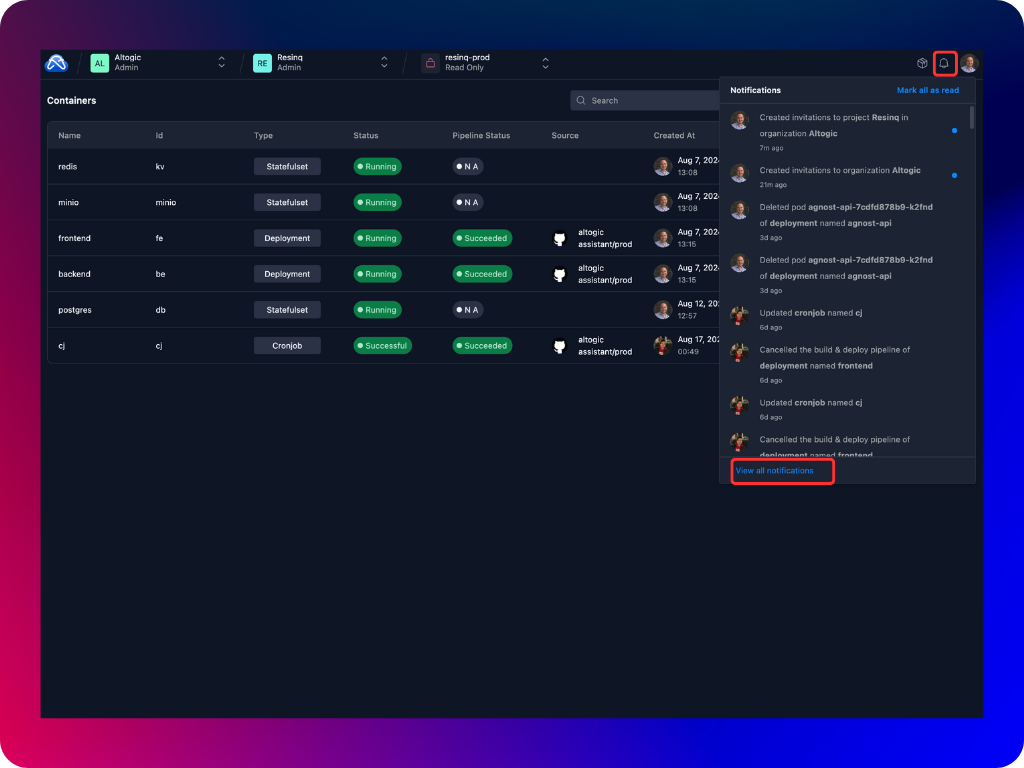 AL
Altogic
Admin
RE
Resinq
Admin
resinq-prod
Read Only
Containers
Search
Name Id Type Status Pipeline Status Source Created At
redis kv Statefulset Running N A Aug 7, 2024
13:08
minio minio Statefulset Running N A Aug 7, 2024
13:08
frontend fe Deployment Running Succeeded altogic
assistant/prod Aug 7, 2024
13:15
backend be Deployment Running Succeeded altogic
assistant/prod Aug 7, 2024
13:15
postgres db Statefulset Running N A Aug 12, 202
12:57
cj cj Cronjob Successful Succeeded altogic
assistant/prod Aug 17, 202
00:49
Notifications Mark all as read
Created invitations to project Resinq in
organization Altogic
7m ago
Created invitations to organization Altogic
21m ago
Deleted pod agnost-api-7cdfd878b9-k2fnd
of deployment named agnost-api
3d ago
Deleted pod agnost-api-7cdfd878b9-k2fnd
of deployment named agnost-api
3d ago
Updated cronjob named cj
6d ago
Cancelled the build & deploy pipeline of
deployment named frontend
6d ago
Updated cronjob named cj
6d ago
Cancelled the build & deploy pipeline of
deployment named frontend
View all notifications